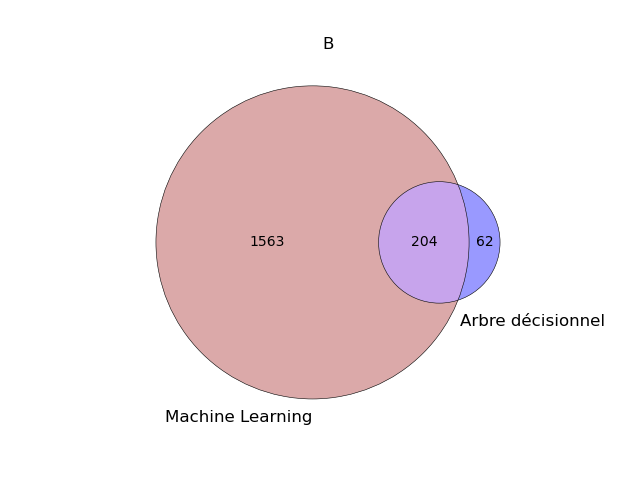 B
1563
204
62
Arbre décisionnel
Machine Learning